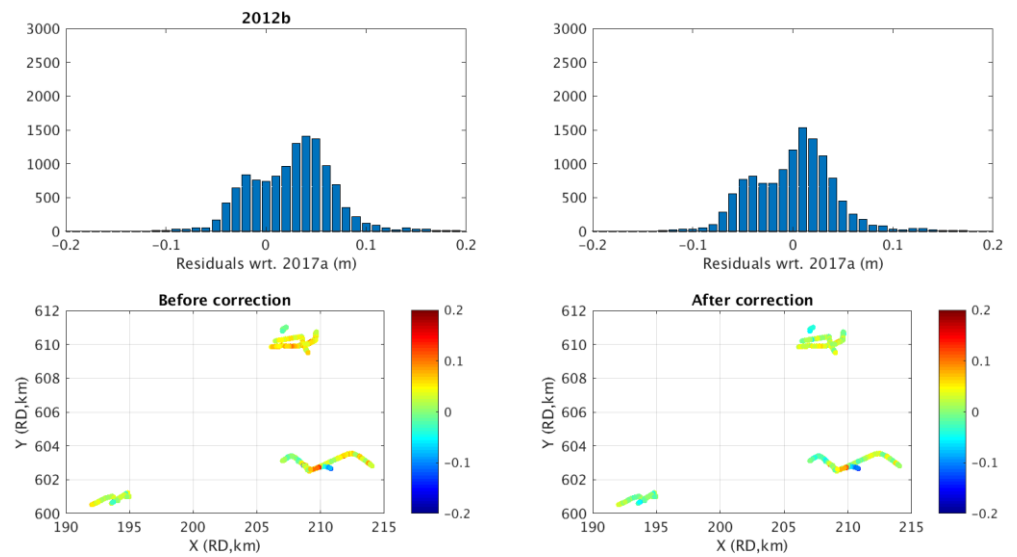 2012b
3000
2500
2000
1500
1000
500
0
−0.2 −0.1 0 0.1 0.2
Residuals wrt. 2017a (m)
3000
2500
2000
1500
1000
500
0
−0.2 −0.1 0 0.1 0.2
Residuals wrt. 2017a (m)
Before correction
612
610
608
606
604
602
600
Y (RD,km)
190 195 200 205 210 215
X (RD,km)
0.2
0.1
0
−0.1
−0.2
After correction
612
610
608
606
604
602
600
Y (RD,km)
190 195 200 205 210 215
X (RD,km)
0.2
0.1
0
−0.1
−0.2